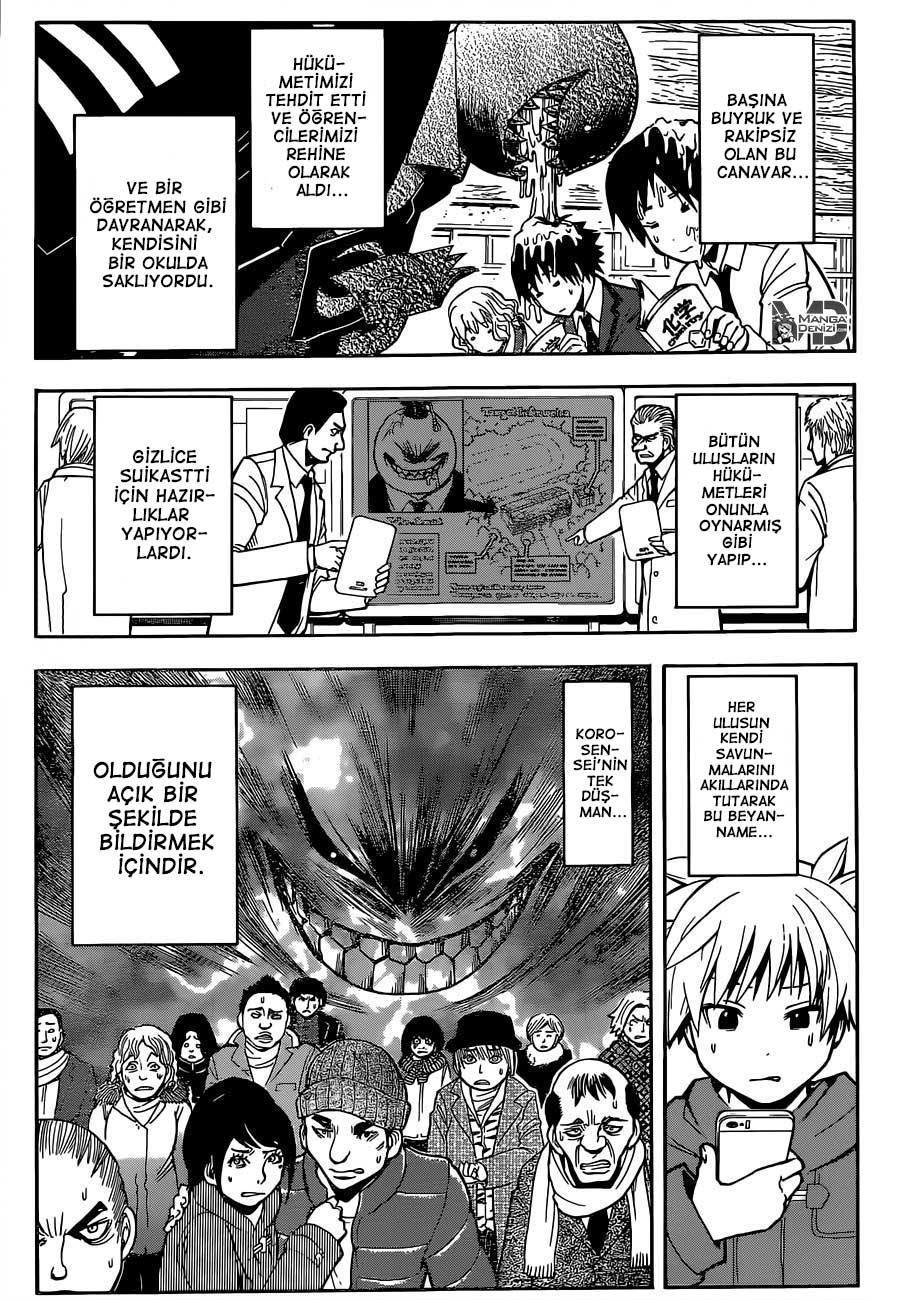 BAŞINA
BUYRUK VE
RAKİPSİZ
OLAN BU
CANAVAR...
HÜKÜ-
METİMİZİ
TEHDİT ETTİ
VE ÖĞREN-
CİLERİMİZİ
REHİNE
OLARAK
ALDI...
VE BİR
ÖĞRETMEN GİBİ
DAVRANARAK,
KENDİSİNİ
BİR OKULDA
SAKLIYORDU.
化学
化学
MANGA
DENİZİ
BÜTÜN
ULUSLARIN
HÜKÜ-
METLERİ
ONUNLA
OYNARMIŞ
GİBİ
YAPIP...
GİZLİCE
SUİKASTTİ
İÇİN HAZIR-
LIKLAR
YAPIYOR-
LARDI.
HER
ULUSUN
KENDİ
SAVUN-
MALARINI
AKILLARINDA
TUTARAK
BU BEYAN-
NAME...
KORO-
SEN-
SEİ'NİN
TEK
DÜŞ-
MAN...
OLDUĞUNU
AÇIK BİR
ŞEKİLDE
BİLDİRMEK
İÇİNDİR.